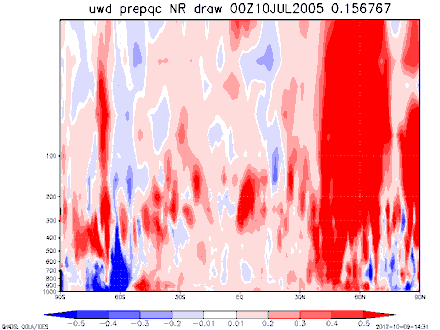 uwd prepqc NR draw 00Z10JUL2005 0.156767
100
200
300
400
500
600
700
800
900
1000
90S 60S 30S EQ 30N 60N 90N
-0.5 -0.4 -0.3 -0.2 -0.01 0.01 0.2 0.3 0.4 0.5
GrADS: COLA/IGES 2012-10-09-14:31